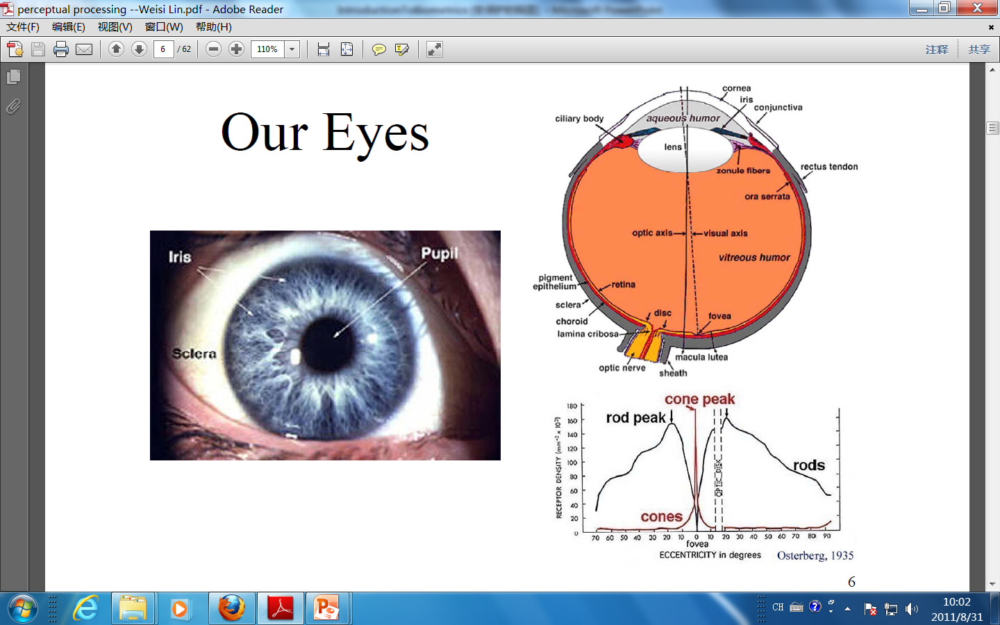 perceptual processing --Weisi Lin.pdf - Adobe Reader
文件(F) 编辑(E) 视图(V) 窗口(W) 帮助(H)
6 / 62 110% 注释 共享
Our Eyes
Iris
Pupil
Sclera
cornea
iris
conjunctiva
ciliary body
aqueous humor
lens
zonule fibers
rectus tendon
ora serrata
optic axis
visual axis
vitreous humor
pigment
epithelium
retina
sclera
choroid
disc
fovea
lamina cribosa
macula lutea
optic nerve
sheath
cone peak
rod peak
rods
cones
OPTIC DISK
RECEPTOR DENSITY (mm⁻² x 10³)
180
160
140
120
100
80
60
40
20
0
70 60 50 40 30 20 10 0 10 20 30 40 50 60 70 80 90
fovea
ECCENTRICITY in degrees
Osterberg, 1935
6
CH
10:02
2011/8/31